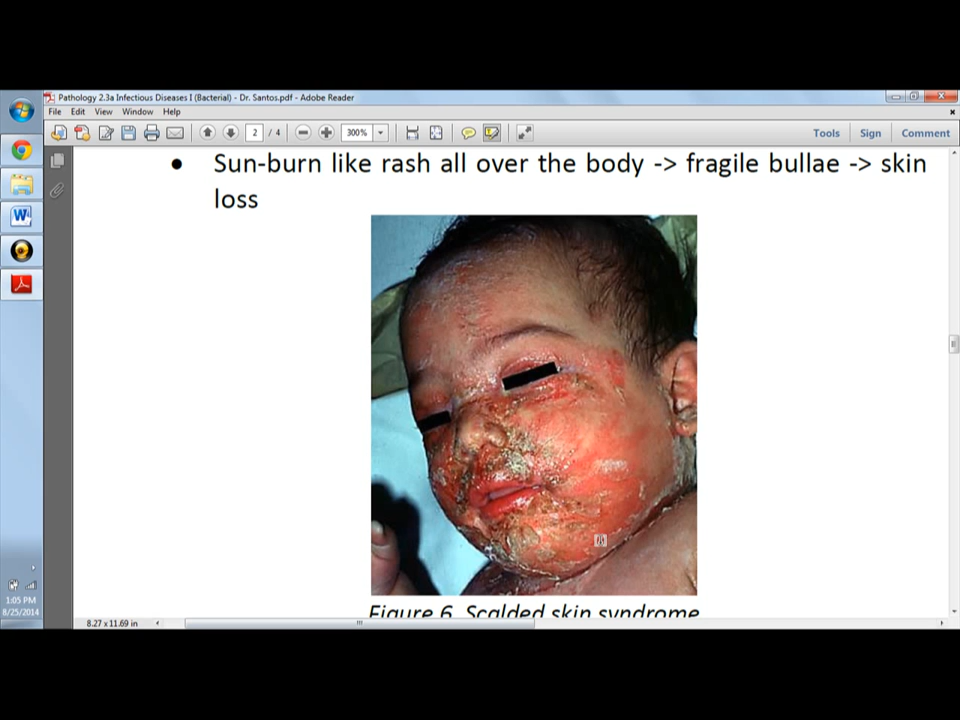 Pathology 2.3a Infectious Diseases I (Bacterial) - Dr. Santos.pdf - Adobe Reader
File Edit View Window Help
2 / 4 300% Tools Sign Comment
• Sun-burn like rash all over the body -> fragile bullae -> skin
loss
Figure 6. Scalded skin syndrome
1:05 PM
8/25/2014
8.27 x 11.69 in